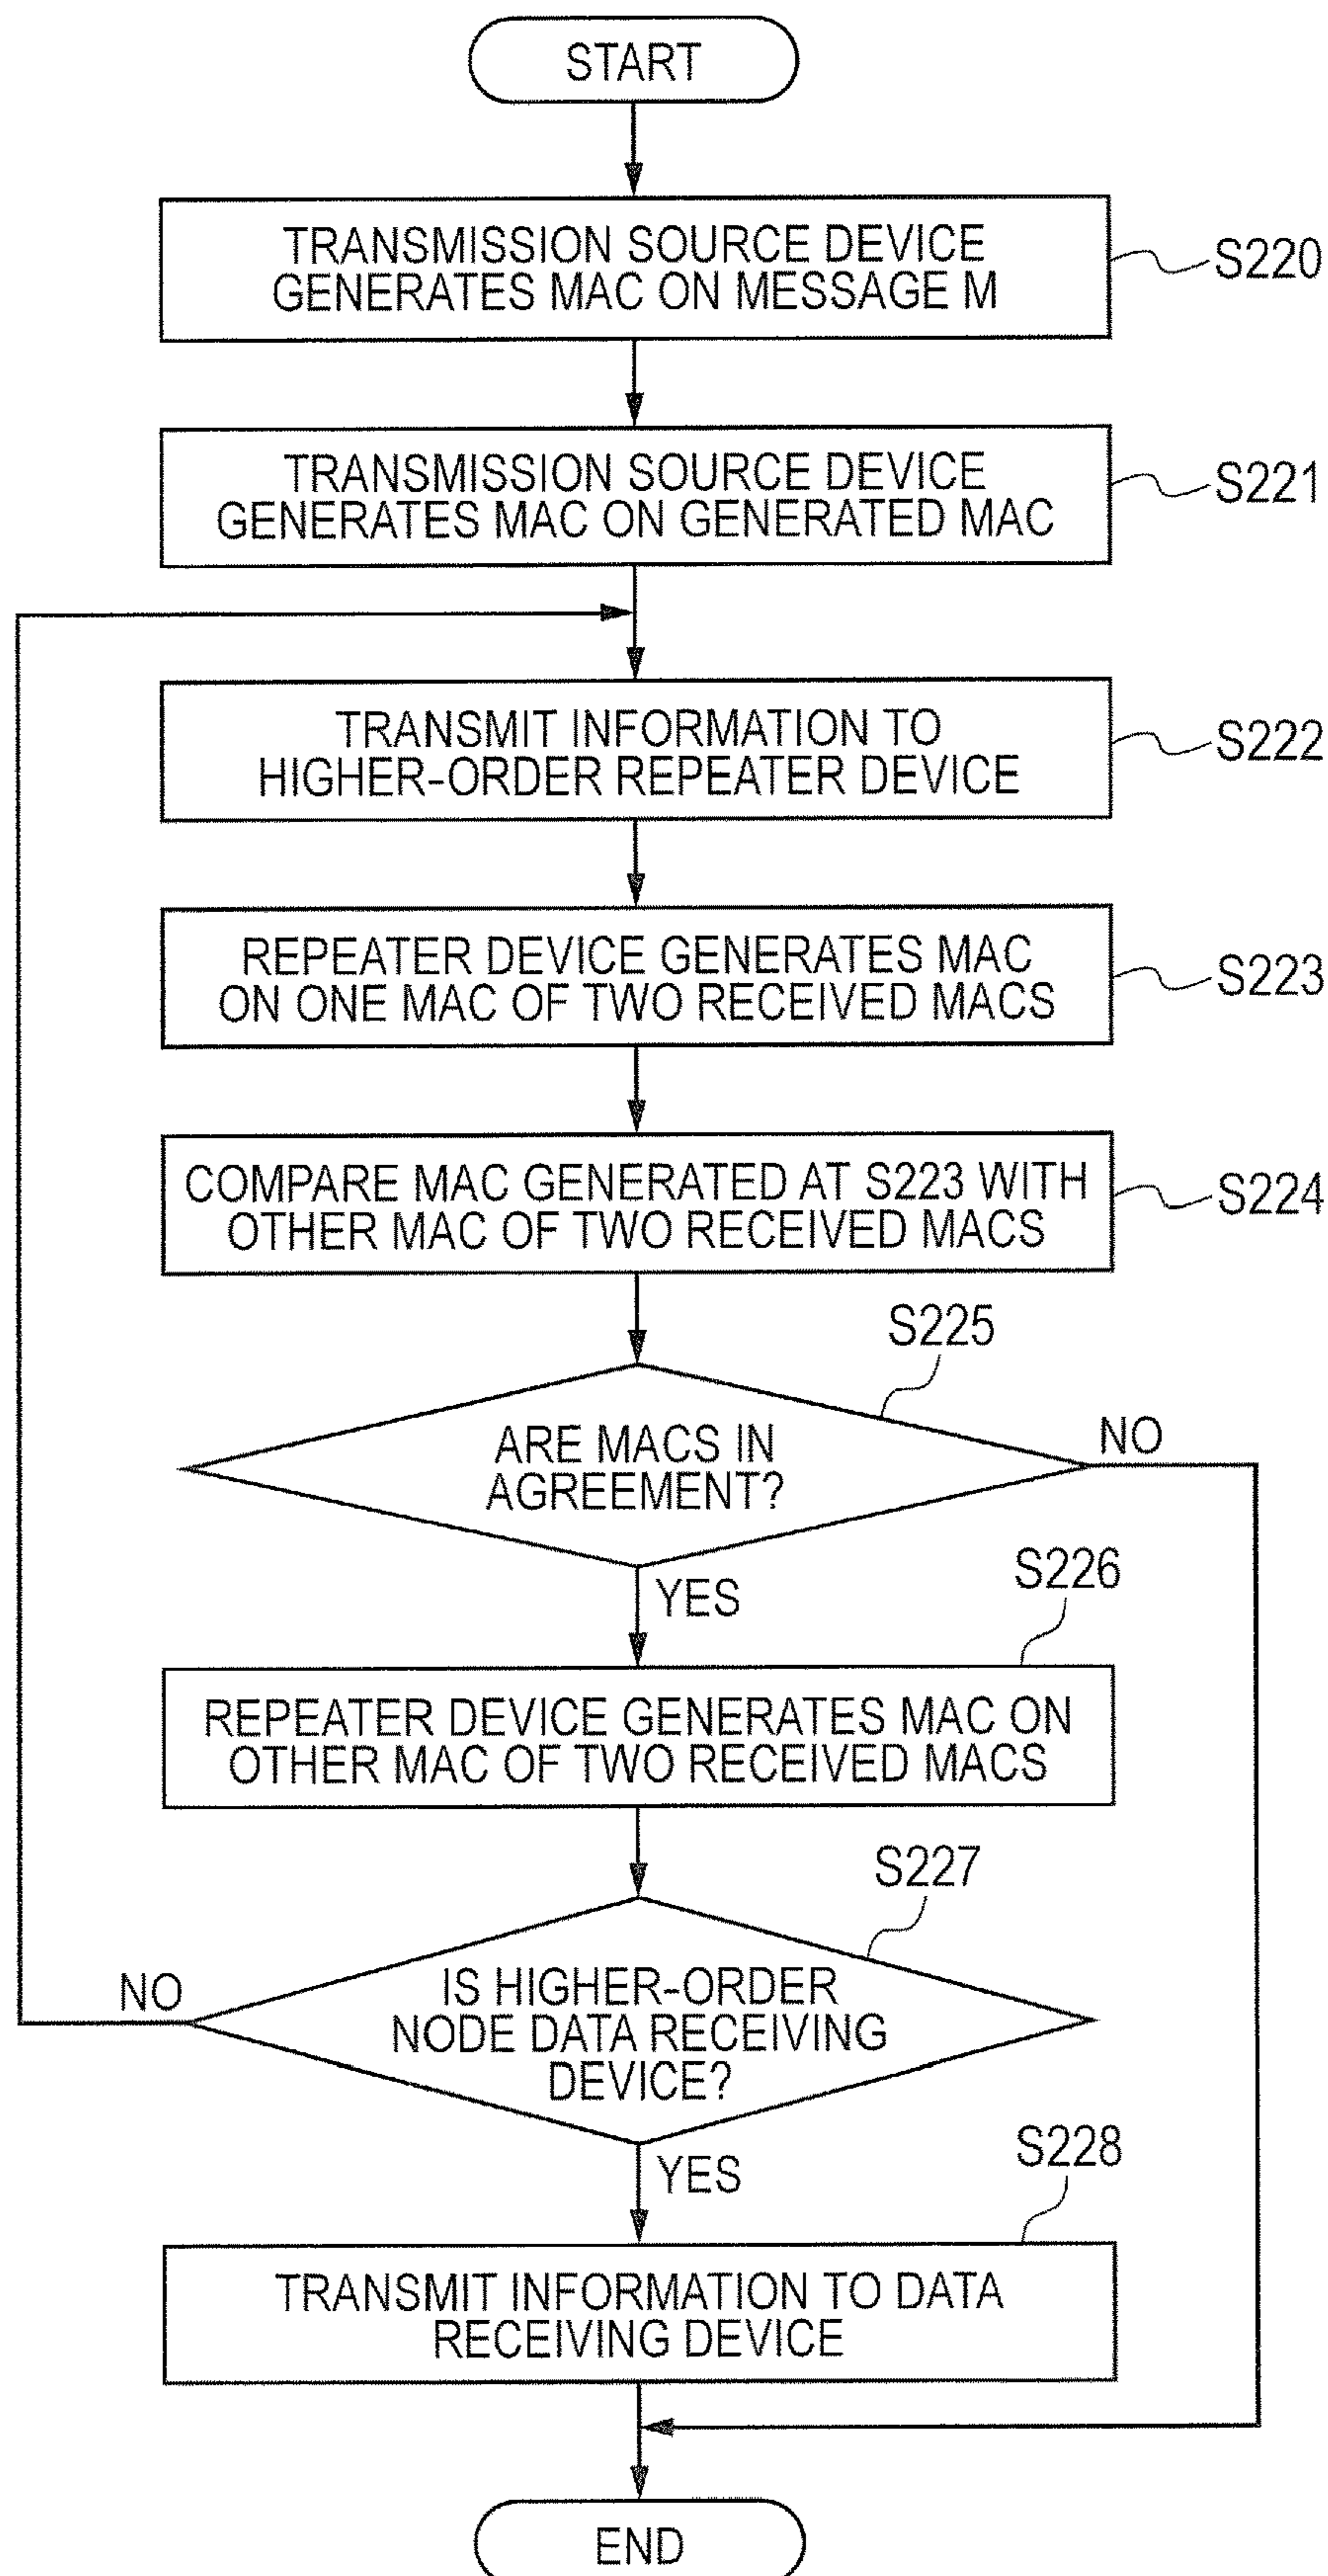 START
TRANSMISSION SOURCE DEVICE
GENERATES MAC ON MESSAGE M
S220
TRANSMISSION SOURCE DEVICE
GENERATES MAC ON GENERATED MAC
S221
TRANSMIT INFORMATION TO
HIGHER-ORDER REPEATER DEVICE
S222
REPEATER DEVICE GENERATES MAC
ON ONE MAC OF TWO RECEIVED MACS
S223
COMPARE MAC GENERATED AT S223 WITH
OTHER MAC OF TWO RECEIVED MACS
S224
S225
ARE MACS IN
AGREEMENT?
NO
YES
S226
REPEATER DEVICE GENERATES MAC ON
OTHER MAC OF TWO RECEIVED MACS
S227
NO
IS HIGHER-ORDER
NODE DATA RECEIVING
DEVICE?
YES
S228
TRANSMIT INFORMATION TO DATA
RECEIVING DEVICE
END